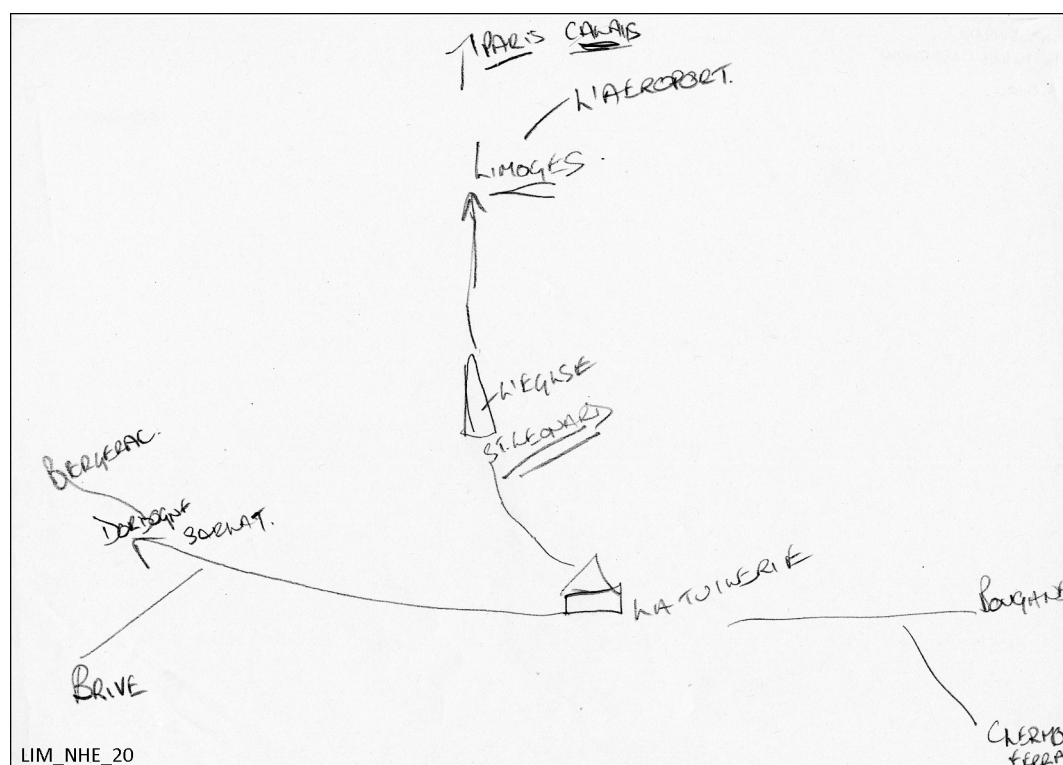 PARIS CALAIS
L'AEROPORT.
LIMOGES.
L'EGLISE
ST. LEONARD
BERGERAC.
DORDOGNE SARLAT.
LA TUILERIE
BRIVE
LIM_NHE_20